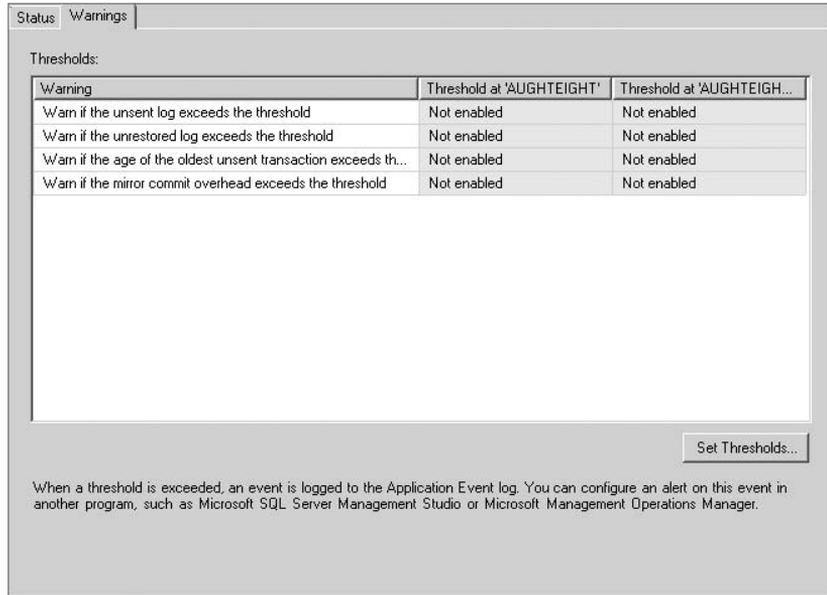 Status Warnings
Thresholds:
Warning Threshold at 'AUGHTEIGHT' Threshold at 'AUGHTEIGH...
Warn if the unsent log exceeds the threshold Not enabled Not enabled
Warn if the unrestored log exceeds the threshold Not enabled Not enabled
Warn if the age of the oldest unsent transaction exceeds th... Not enabled Not enabled
Warn if the mirror commit overhead exceeds the threshold Not enabled Not enabled
Set Thresholds...
When a threshold is exceeded, an event is logged to the Application Event log. You can configure an alert on this event in
another program, such as Microsoft SQL Server Management Studio or Microsoft Management Operations Manager.